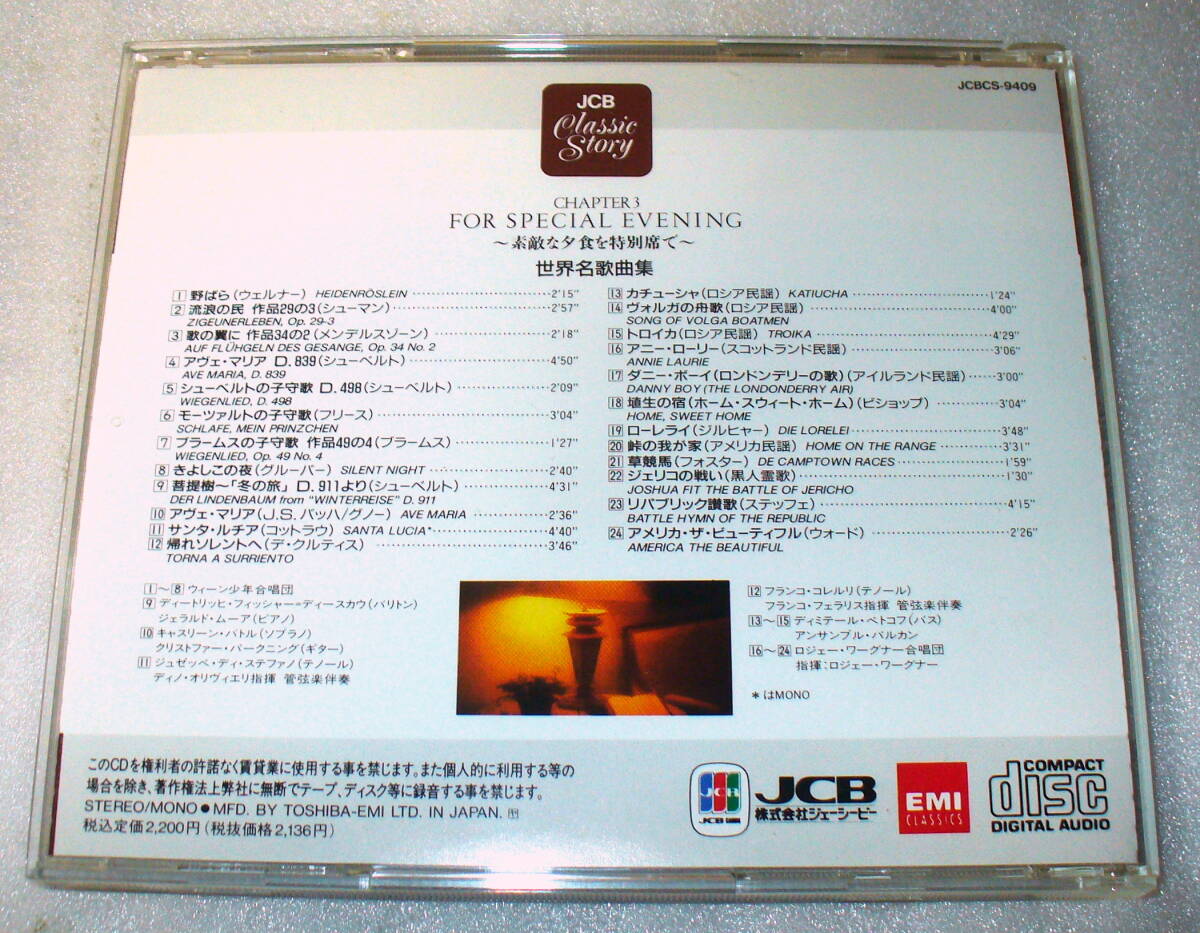 JCBCS-9409
JCB
Classic
Story
CHAPTER 3
FOR SPECIAL EVENING
〜素敵な夕食を特別席で〜
世界名歌曲集
1 野ばら(ウェルナー) HEIDENRÖSLEIN 2'15"
2 流浪の民 作品29の3(シューマン) 2'57"
ZIGEUNERLEBEN, Op. 29-3
3 歌の翼に 作品34の2(メンデルスゾーン) 2'18"
AUF FLÜHGELN DES GESANGE, Op. 34 No. 2
4 アヴェ・マリア D. 839(シューベルト) 4'50"
AVE MARIA, D. 839
5 シューベルトの子守歌 D. 498(シューベルト) 2'09"
WIEGENLIED, D. 498
6 モーツァルトの子守歌(フリース) 3'04"
SCHLAFE, MEIN PRINZCHEN
7 ブラームスの子守歌 作品49の4(ブラームス) 1'27"
WIEGENLIED, Op. 49 No. 4
8 きよしこの夜(グルーバー) SILENT NIGHT 2'40"
9 菩提樹〜「冬の旅」D. 911より(シューベルト) 4'31"
DER LINDENBAUM from "WINTERREISE" D. 911
10 アヴェ・マリア(J.S. バッハ/グノー) AVE MARIA 2'36"
11 サンタ・ルチア(コットラウ) SANTA LUCIA* 4'40"
12 帰れソレントへ(デ・クルティス) 3'46"
TORNA A SURRIENTO
13 カチューシャ(ロシア民謡) KATIUCHA 1'24"
14 ヴォルガの舟歌(ロシア民謡) 4'00"
SONG OF VOLGA BOATMEN
15 トロイカ(ロシア民謡) TROIKA 4'29"
16 アニー・ローリー(スコットランド民謡) 3'06"
ANNIE LAURIE
17 ダニー・ボーイ(ロンドンデリーの歌)(アイルランド民謡) 3'00"
DANNY BOY (THE LONDONDERRY AIR)
18 埴生の宿(ホーム・スウィート・ホーム)(ビショップ) 3'04"
HOME, SWEET HOME
19 ローレライ(ジルヒャー) DIE LORELEI 3'48"
20 峠の我が家(アメリカ民謡) HOME ON THE RANGE 3'31"
21 草競馬(フォスター) DE CAMPTOWN RACES 1'59"
22 ジェリコの戦い(黒人霊歌) 1'30"
JOSHUA FIT THE BATTLE OF JERICHO
23 リパブリック讃歌(ステッフェ) 4'15"
BATTLE HYMN OF THE REPUBLIC
24 アメリカ・ザ・ビューティフル(ウォード) 2'26"
AMERICA THE BEAUTIFUL
1〜8 ウィーン少年合唱団
9 ディートリッヒ・フィッシャー=ディースカウ(バリトン)
ジェラルド・ムーア(ピアノ)
10 キャスリーン・バトル(ソプラノ)
クリストファー・パークニング(ギター)
11 ジュゼッペ・ディ・ステファノ(テノール)
ディノ・オリヴィエリ指揮 管弦楽伴奏
12 フランコ・コレルリ(テノール)
フランコ・フェラリス指揮 管弦楽伴奏
13〜15 ディミテール・ペトコフ(バス)
アンサンブル・バルカン
16〜24 ロジェー・ワーグナー合唱団
指揮:ロジェー・ワーグナー
*はMONO
このCDを権利者の許諾なく賃貸業に使用する事を禁じます。また個人的に利用する等の
場合を除き、著作権法上弊社に無断でテープ、ディスク等に録音する事を禁じます。
STEREO/MONO ● MFD. BY TOSHIBA-EMI LTD. IN JAPAN.
税込定価2,200円(税抜価格2,136円)
JCB
JCB
株式会社ジェーシービー
EMI
CLASSICS
COMPACT
disc
DIGITAL AUDIO